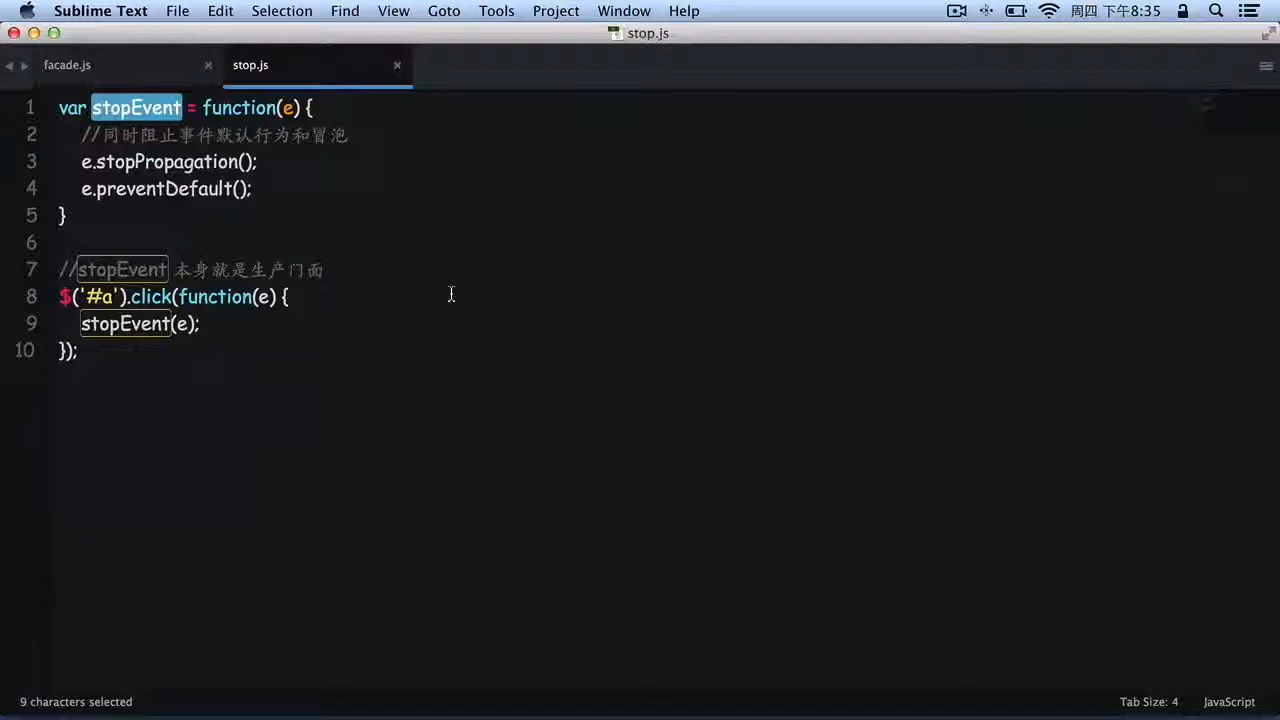 Sublime Text File Edit Selection Find View Goto Tools Project Window Help 周四下午8:35
stop.js
facade.js × stop.js ×
1 var stopEvent = function(e) {
2 //同时阻止事件默认行为和冒泡
3 e.stopPropagation();
4 e.preventDefault();
5 }
6
7 //stopEvent 本身就是生产门面
8 $('#a').click(function(e) {
9 stopEvent(e);
10 });
9 characters selected Tab Size: 4 JavaScript